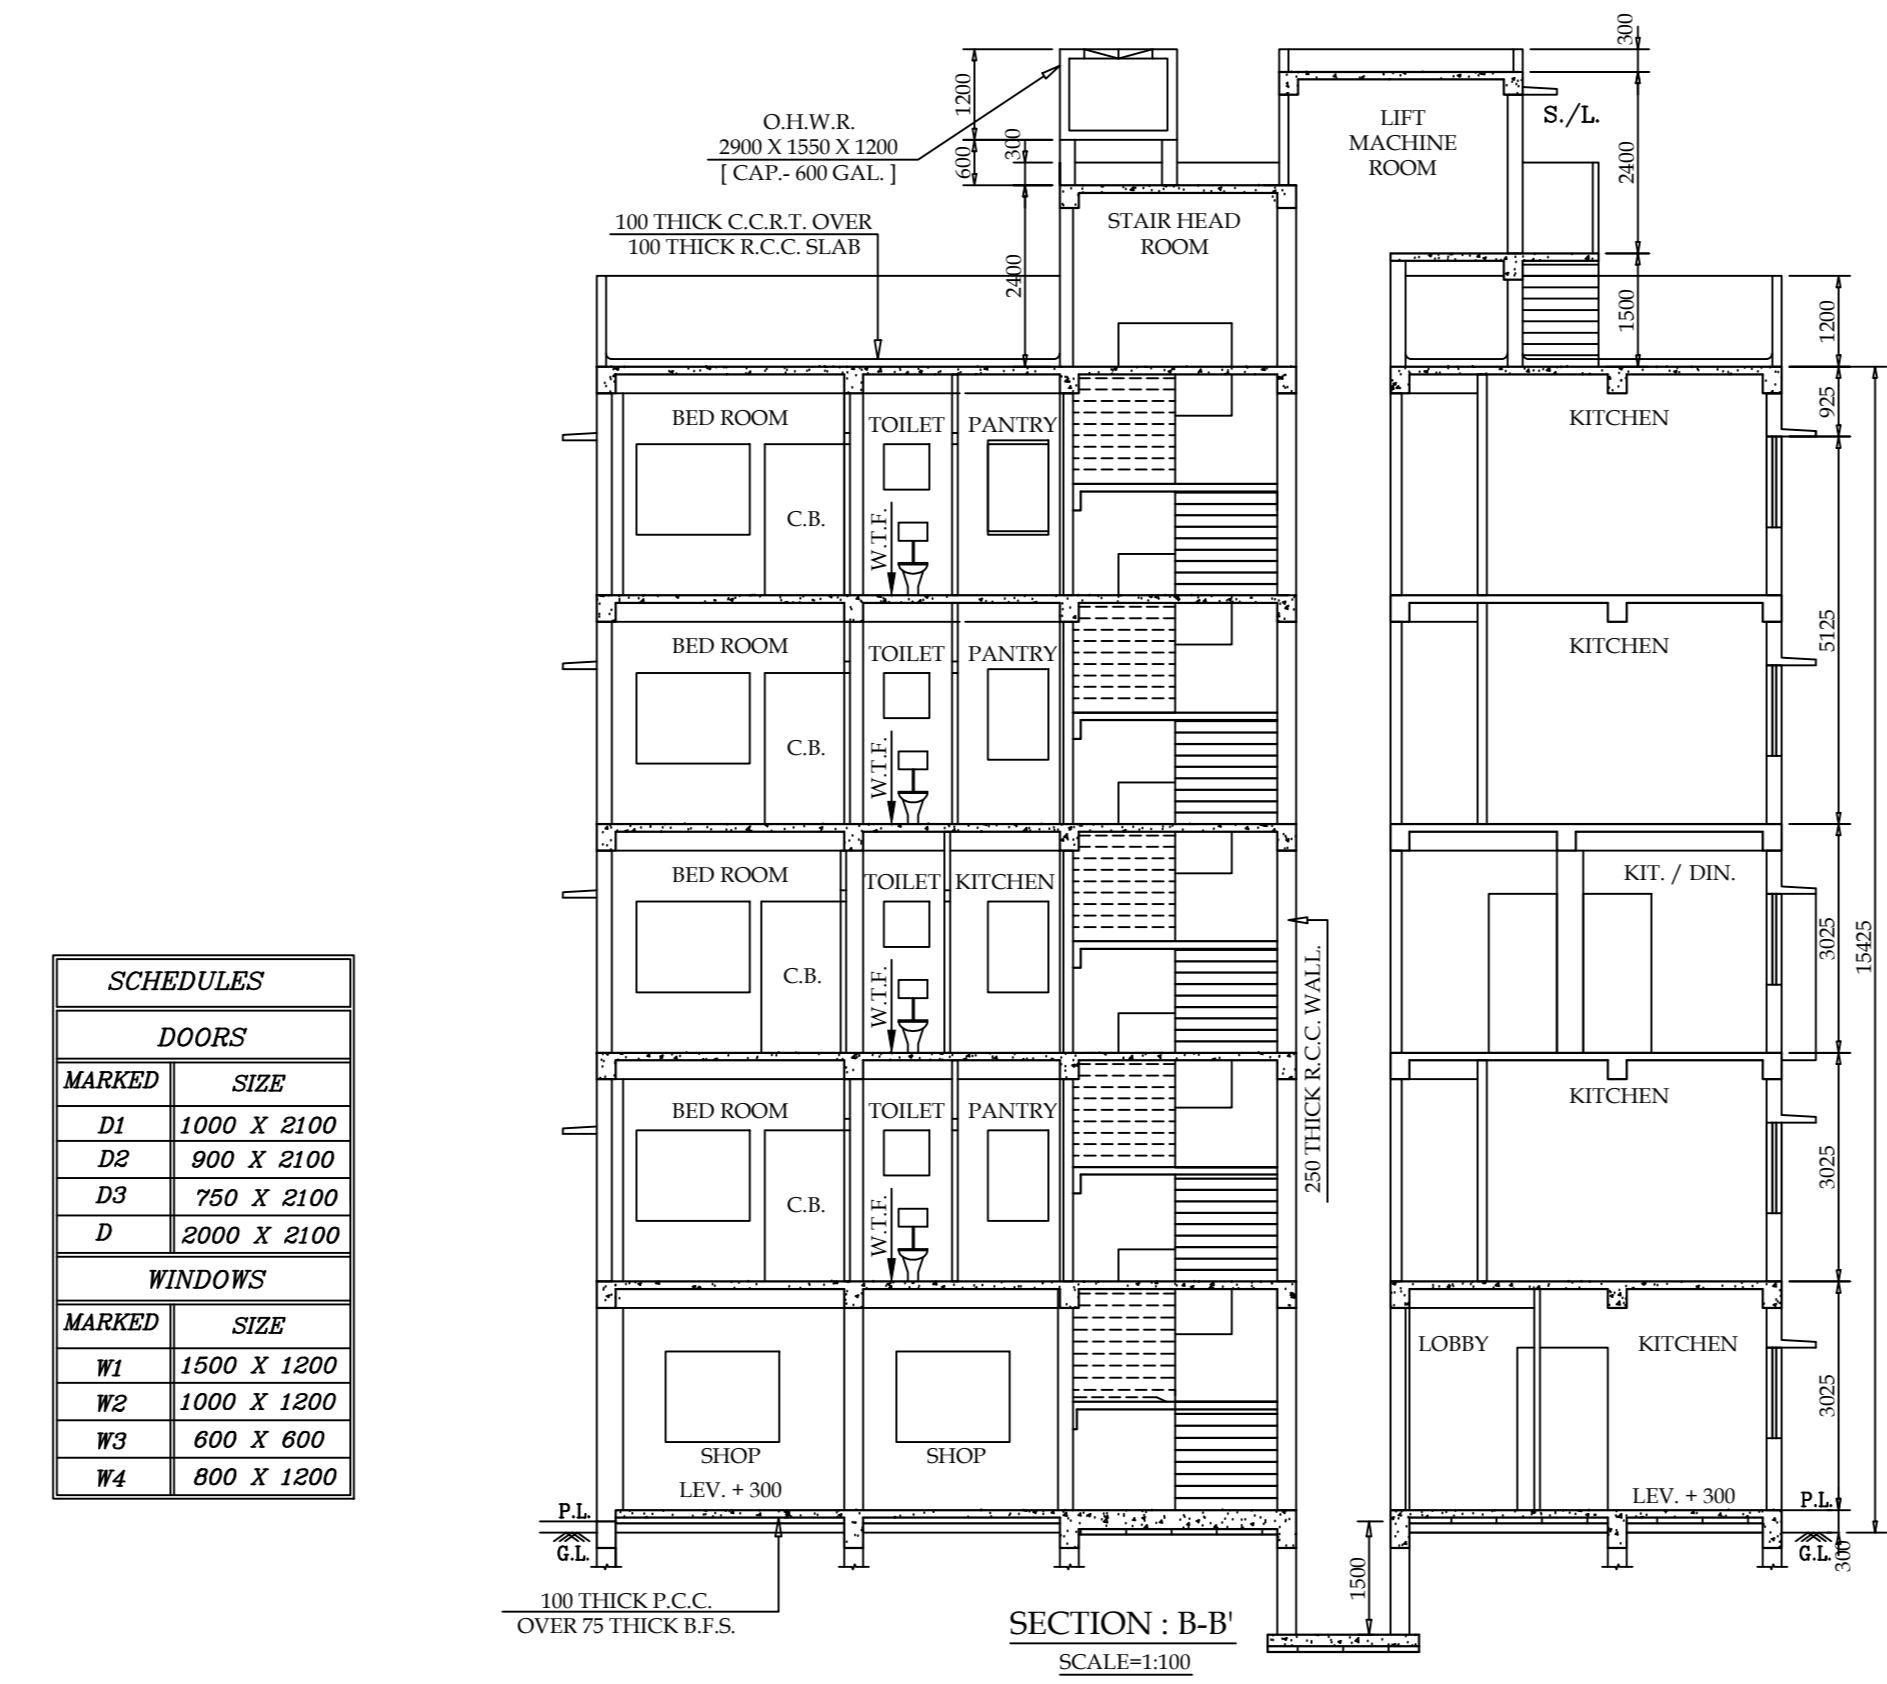 300
1200
300
600
O.H.W.R.
2900 X 1550 X 1200
[ CAP.- 600 GAL. ]
S./L.
LIFT
MACHINE
ROOM
2400
100 THICK C.C.R.T. OVER
100 THICK R.C.C. SLAB
STAIR HEAD
ROOM
2400
1500
1200
925
BED ROOM
TOILET
PANTRY
KITCHEN
C.B.
W.T.F.
5125
BED ROOM
TOILET
PANTRY
KITCHEN
C.B.
W.T.F.
BED ROOM
TOILET
KITCHEN
KIT. / DIN.
C.B.
W.T.F.
3025
15425
250 THICK R.C.C. WALL.
BED ROOM
TOILET
PANTRY
KITCHEN
C.B.
W.T.F.
3025
LOBBY
KITCHEN
3025
SHOP
SHOP
LEV. + 300
LEV. + 300
P.L.
P.L.
G.L.
G.L.
300
1500
100 THICK P.C.C.
OVER 75 THICK B.F.S.
SECTION : B-B'
SCALE=1:100
SCHEDULES
DOORS
MARKED SIZE
D1 1000 X 2100
D2 900 X 2100
D3 750 X 2100
D 2000 X 2100
WINDOWS
MARKED SIZE
W1 1500 X 1200
W2 1000 X 1200
W3 600 X 600
W4 800 X 1200